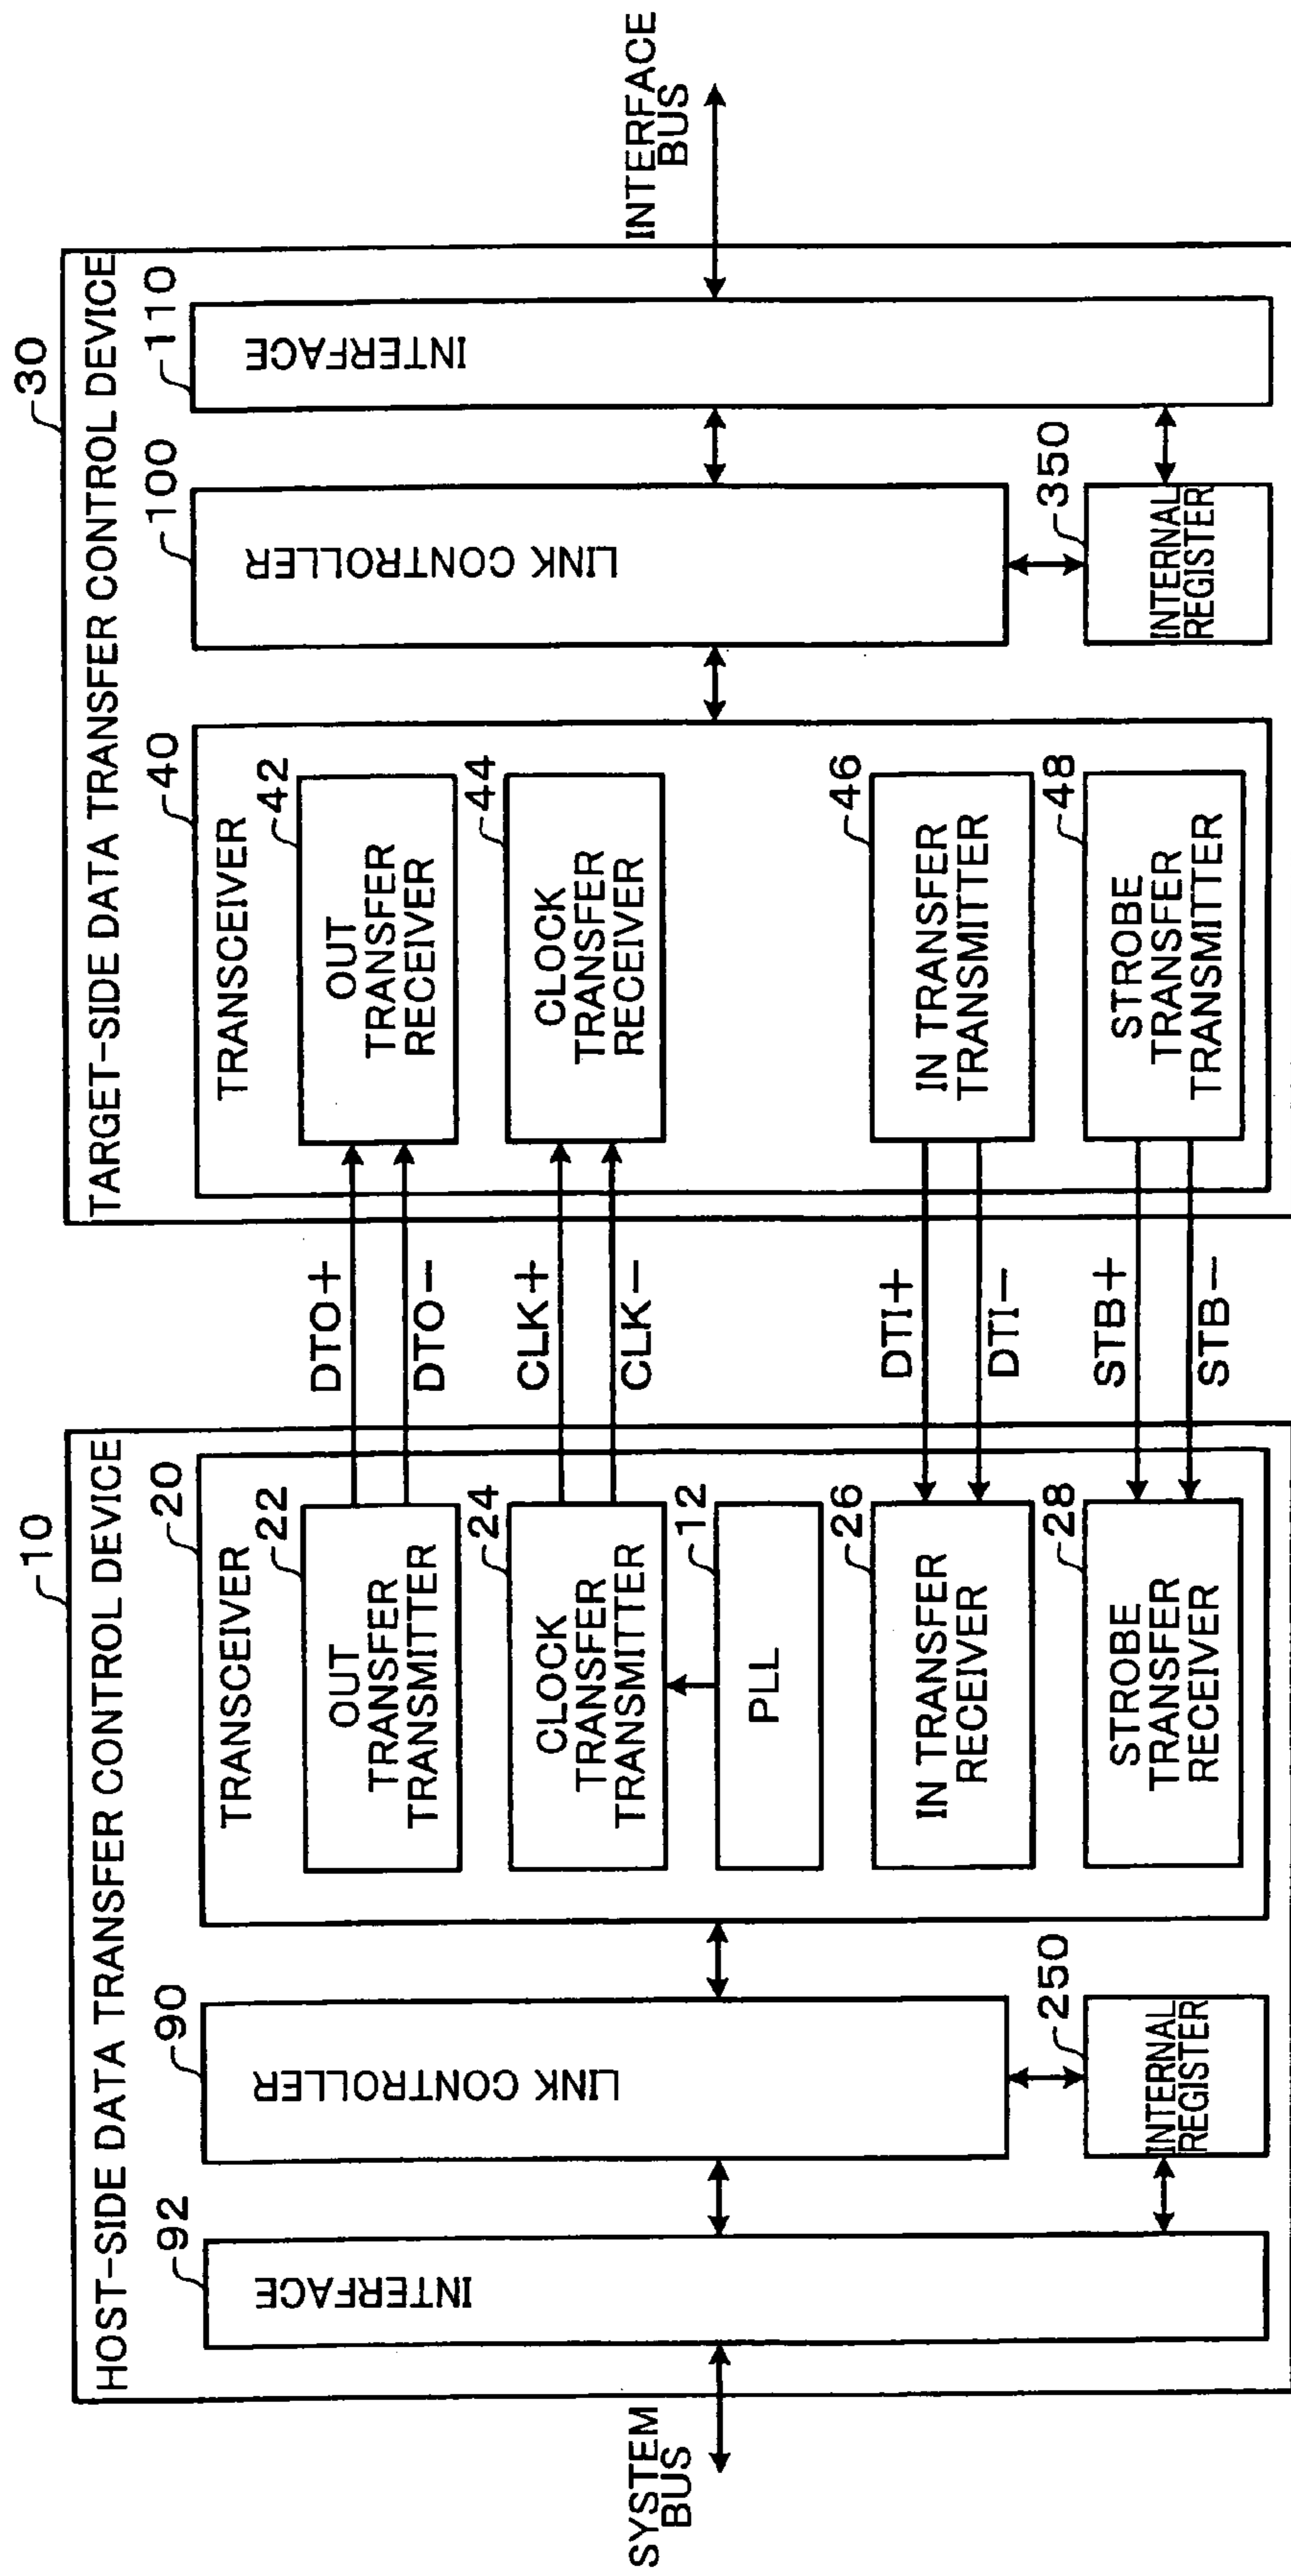 10
HOST-SIDE DATA TRANSFER CONTROL DEVICE
SYSTEM
BUS
92
INTERFACE
90
LINK CONTROLLER
250
INTERNAL
REGISTER
20
TRANSCEIVER
22
OUT
TRANSFER
TRANSMITTER
24
CLOCK
TRANSFER
TRANSMITTER
12
PLL
26
IN TRANSFER
RECEIVER
28
STROBE
TRANSFER
RECEIVER
DTO+
DTO-
CLK+
CLK-
DTI+
DTI-
STB+
STB-
30
TARGET-SIDE DATA TRANSFER CONTROL DEVICE
40
TRANSCEIVER
42
OUT
TRANSFER
RECEIVER
44
CLOCK
TRANSFER
RECEIVER
46
IN TRANSFER
TRANSMITTER
48
STROBE
TRANSFER
TRANSMITTER
100
LINK CONTROLLER
350
INTERNAL
REGISTER
110
INTERFACE
INTERFACE
BUS